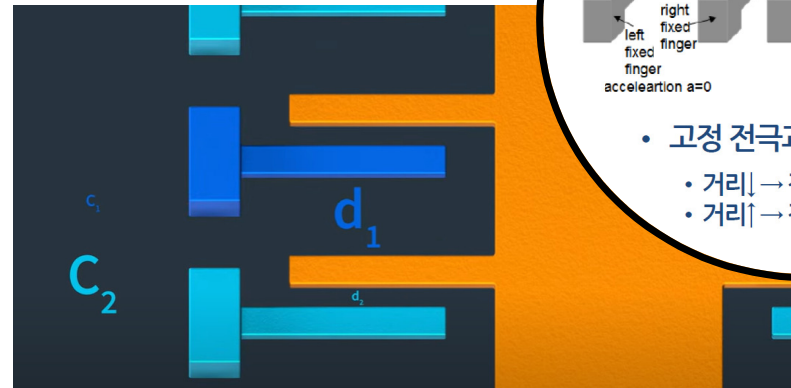 right
left
fixed
fixed
finger
finger
acceleartion a=0
• 고정 전극과
• 거리↓ →
• 거리↑ →
C₁
d₁
C₂
d₂